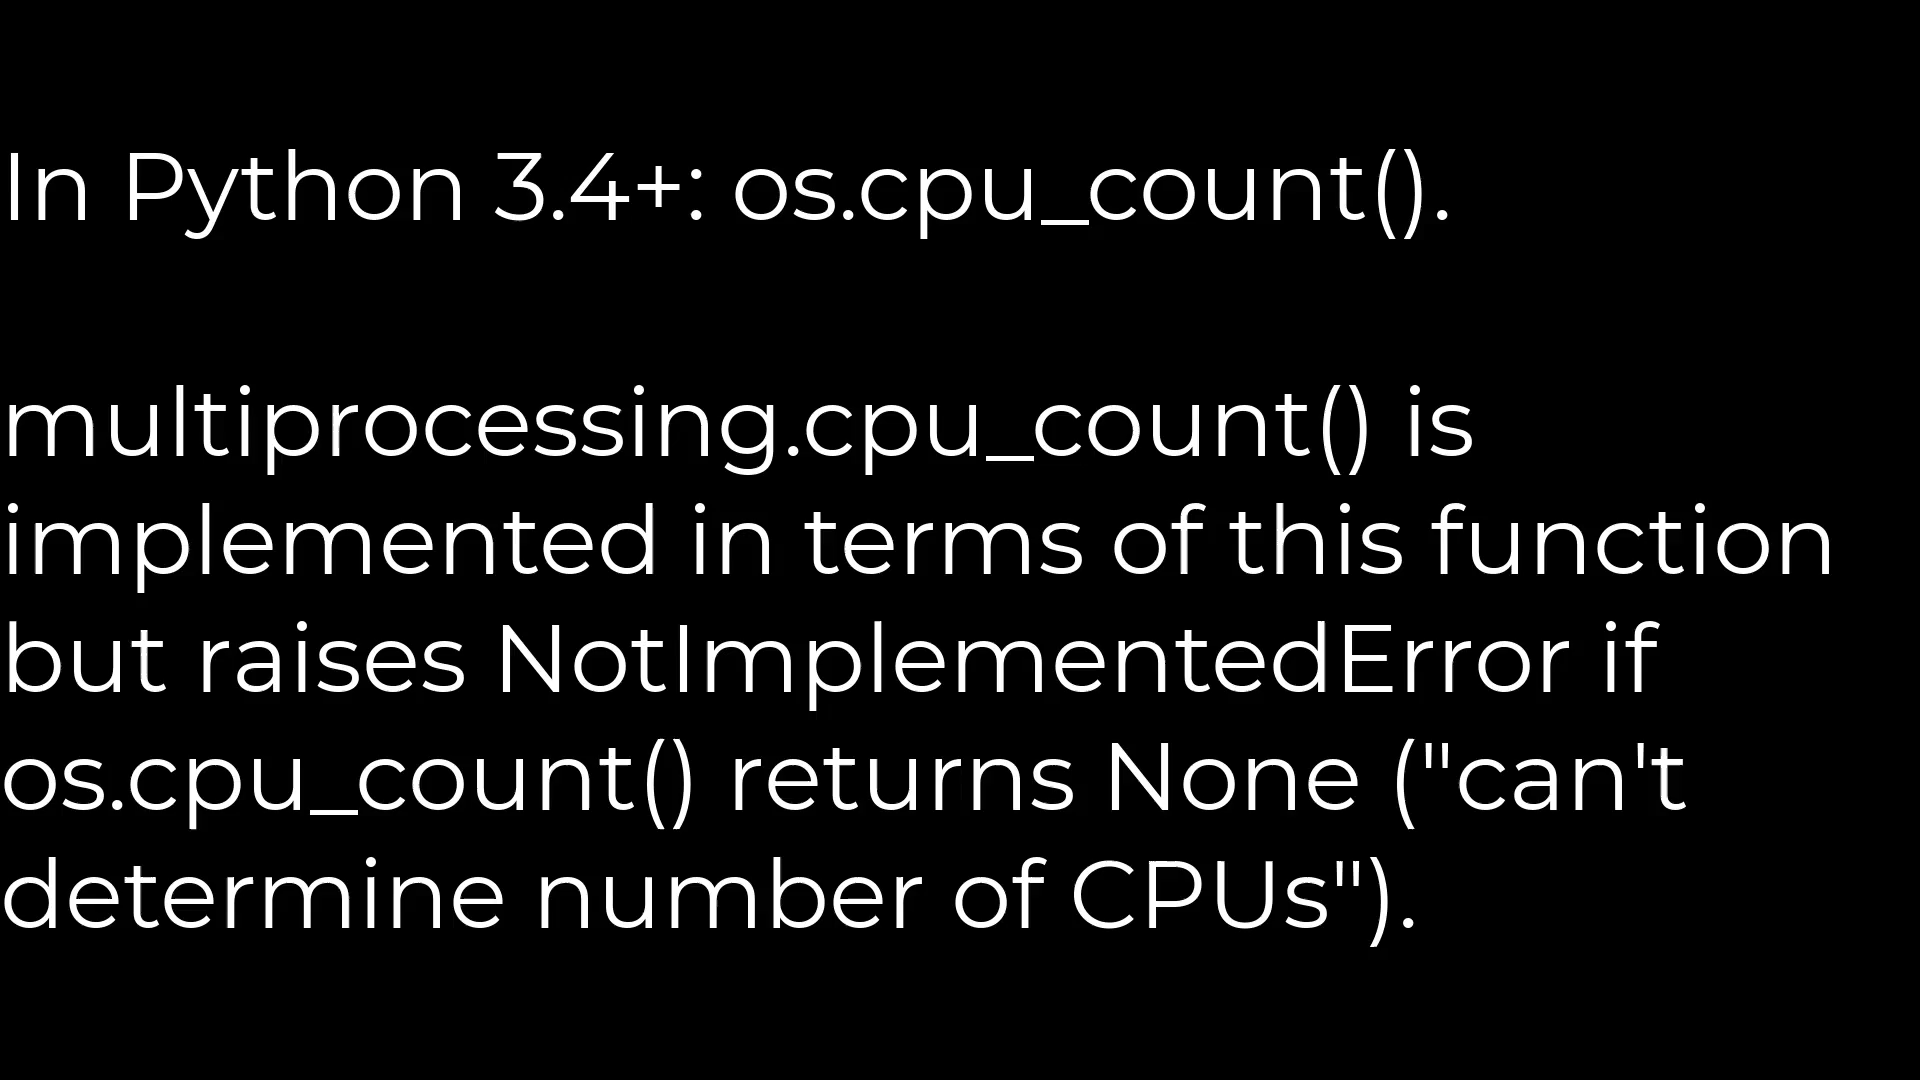 In Python 3.4+: os.cpu_count().
multiprocessing.cpu_count() is
implemented in terms of this function
but raises NotImplementedError if
os.cpu_count() returns None ("can't
determine number of CPUs").